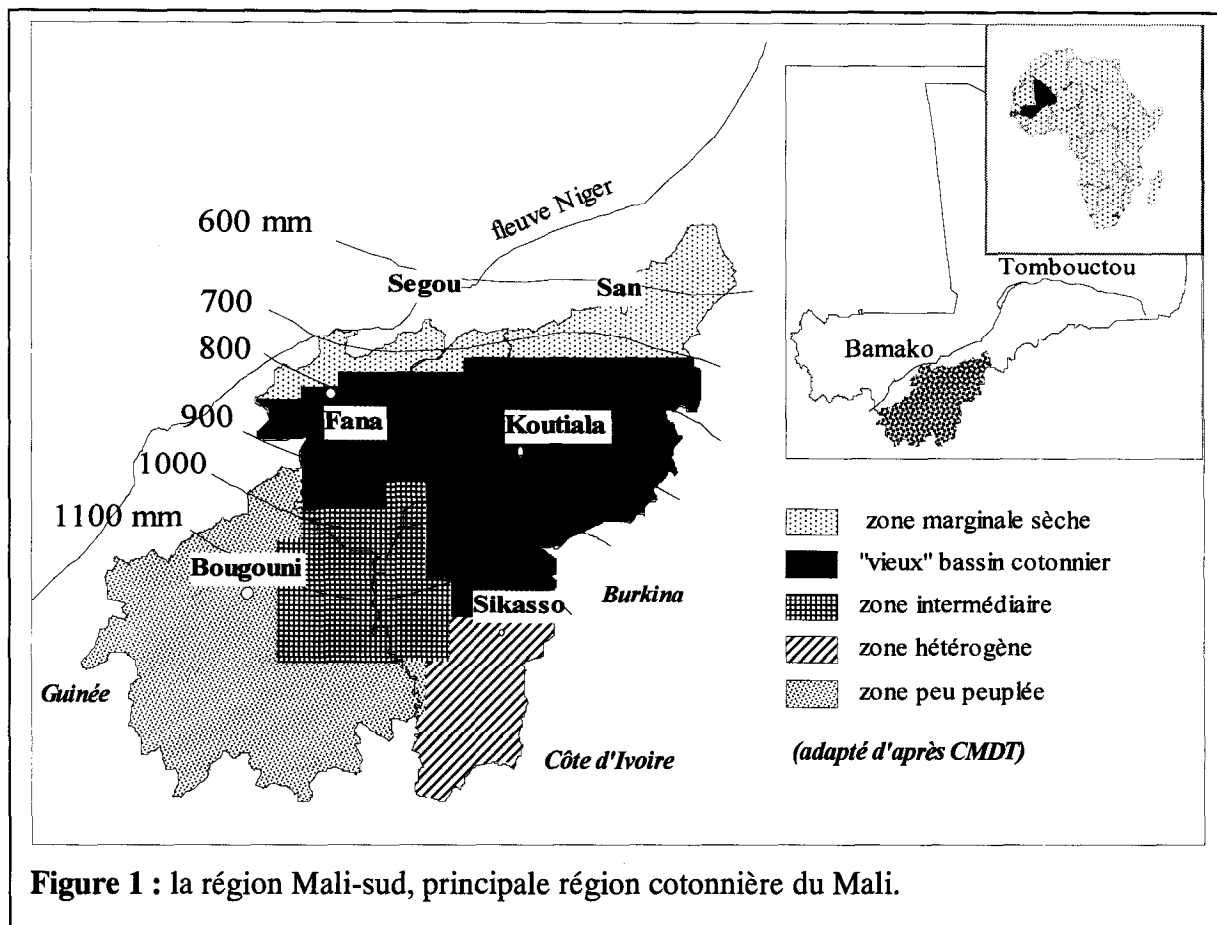 600 mm
fleuve Niger
Segou
San
700
800
Fana
Koutiala
900
1000
1100 mm
Bougouni
Sikasso
Burkina
Guinée
Côte d'Ivoire
Tombouctou
Bamako
zone marginale sèche
"vieux" bassin cotonnier
zone intermédiaire
zone hétérogène
zone peu peuplée
(adapté d'après CMDT)
Figure 1 : la région Mali-sud, principale région cotonnière du Mali.